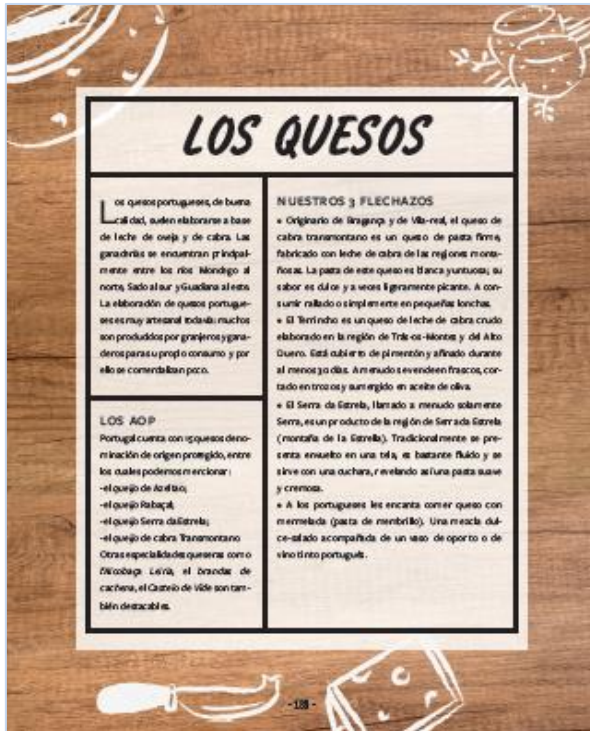 LOS QUESOS
Los quesos portugueses, de buena
calidad, suelen elaborarse a base
de leche de oveja y de cabra. Las
ganaderías se encuentran principal-
mente entre los ríos Mondego al
norte, Sado al sur y Guadiana al este.
La elaboración de quesos portugue-
ses es muy artesanal todavía: muchos
son producidos por granjeros y gana-
deros para su propio consumo y por
ello se comercializan poco.
LOS AOP
Portugal cuenta con 15 quesos deno-
minación de origen protegido, entre
los cuales podemos mencionar:
-el queijo de Azeitao;
-el queijo Rabaçal;
-el queijo Serra da Estrela;
-el queijo de cabra Transmontano
Otras especialidades queseras como
l'Alcobaça Leiria, el brandas de
cachena, el Castelo de Vide son tam-
bién destacables.
NUESTROS 3 FLECHAZOS
• Originario de Bragança y de Vila-real, el queso de
cabra transmontano es un queso de pasta firme,
fabricado con leche de cabra de las regiones monta-
ñosas. La pasta de este queso es blanca y untuosa; su
sabor es dulce y a veces ligeramente picante. A con-
sumir rallado o simplemente en pequeñas lonchas.
• El Terrincho es un queso de leche de cabra crudo
elaborado en la región de Trás-os-Montes y del Alto
Duero. Está cubierto de pimentón y afinado durante
al menos 30 días. A menudo se venden en frascos, cor-
tado en trozos y sumergido en aceite de oliva.
• El Serra da Estrela, llamado a menudo solamente
Serra, es un producto de la región de Serra da Estrela
(montaña de la Estrella). Tradicionalmente se pre-
senta envuelto en una tela, es bastante fluido y se
sirve con una cuchara, revelando así una pasta suave
y cremosa.
• A los portugueses les encanta comer queso con
mermelada (pasta de membrillo). Una mezcla dul-
ce-salado acompañada de un vaso de oporto o de
vino tinto portugués.